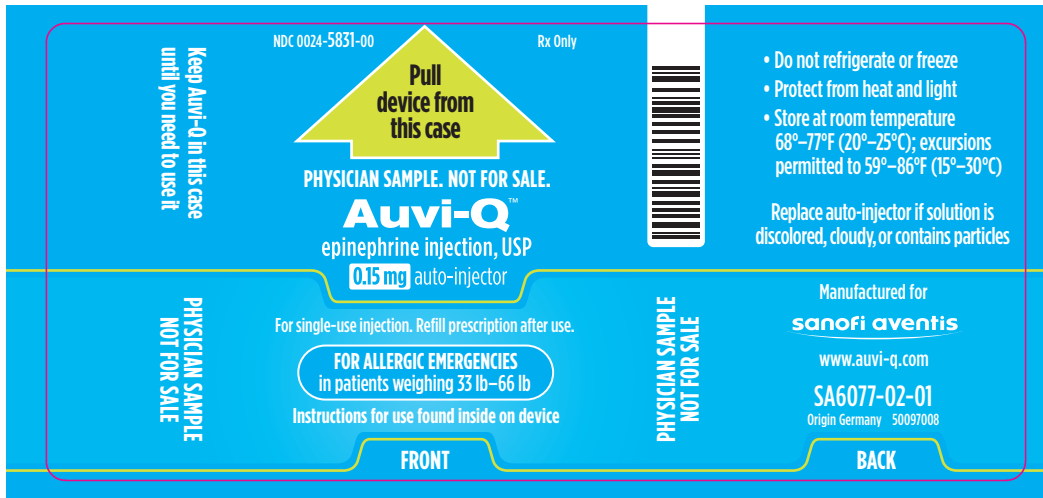 Keep Auvi-Q in this case
until you need to use it
PHYSICIAN SAMPLE
NOT FOR SALE
NDC 0024-5831-00
Rx Only
Pull
device from
this case
PHYSICIAN SAMPLE. NOT FOR SALE.
Auvi-Q™
epinephrine injection, USP
0.15 mg auto-injector
For single-use injection. Refill prescription after use.
FOR ALLERGIC EMERGENCIES
in patients weighing 33 lb–66 lb
Instructions for use found inside on device
FRONT
PHYSICIAN SAMPLE
NOT FOR SALE
• Do not refrigerate or freeze
• Protect from heat and light
• Store at room temperature
68°–77°F (20°–25°C); excursions
permitted to 59°–86°F (15°–30°C)
Replace auto-injector if solution is
discolored, cloudy, or contains particles
Manufactured for
sanofi aventis
www.auvi-q.com
SA6077-02-01
Origin Germany 50097008
BACK